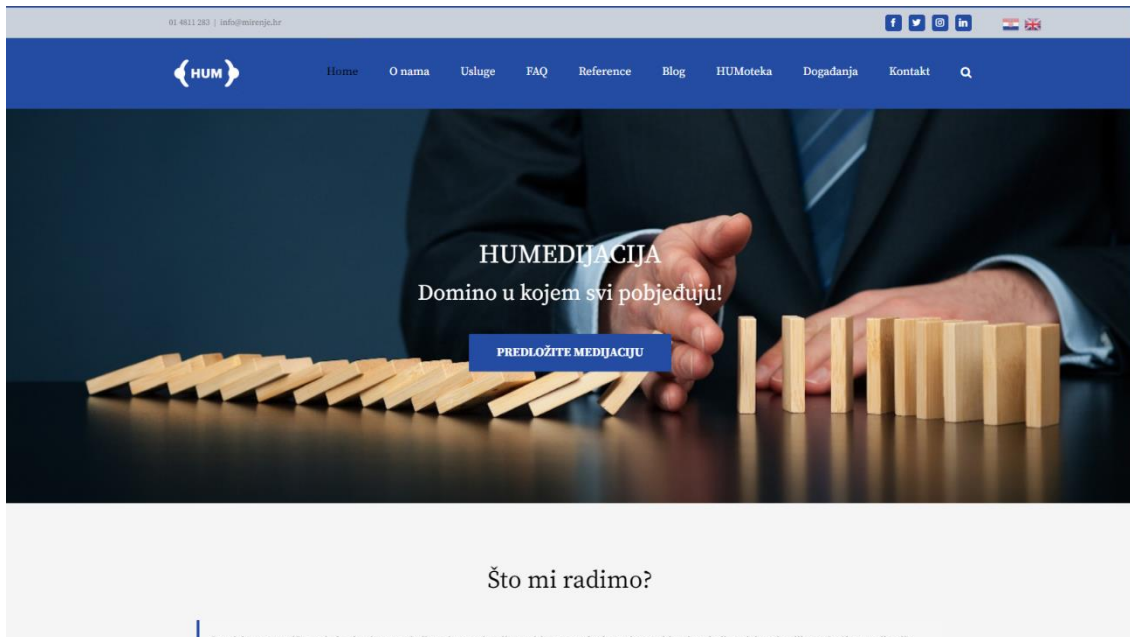 01 4811 283 | info@mirenje.hr
HUM
Home O nama Usluge FAQ Reference Blog HUMoteka Događanja Kontakt
HUMEDIJACIJA
Domino u kojem svi pobjeđuju!
PREDLOŽITE MEDIJACIJU
Što mi radimo?